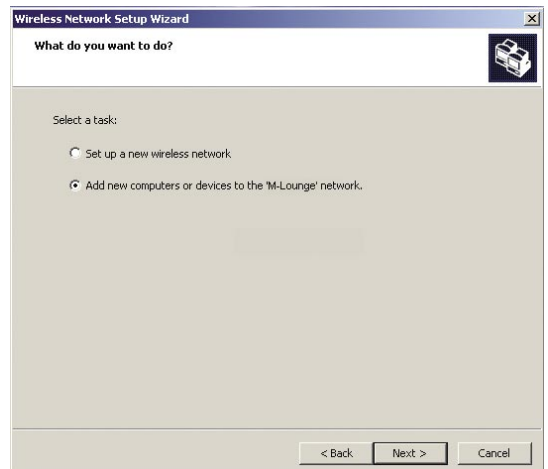 Wireless Network Setup Wizard
What do you want to do?
Select a task:
Set up a new wireless network
Add new computers or devices to the 'M-Lounge' network.
< Back Next > Cancel